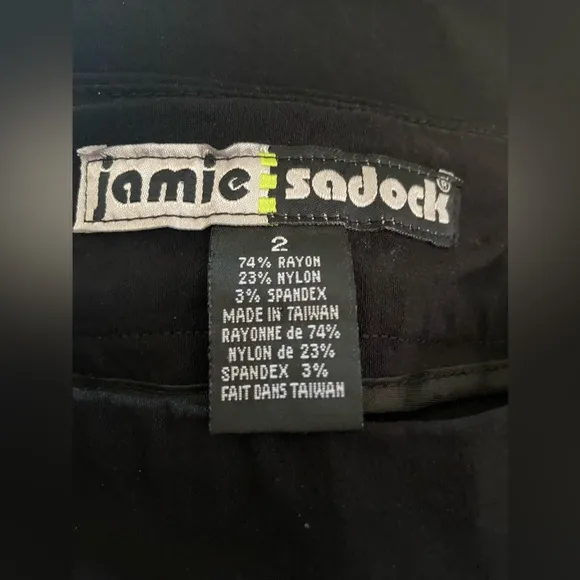 jamie sadock®
2
74% RAYON
23% NYLON
3% SPANDEX
MADE IN TAIWAN
RAYONNE de 74%
NYLON de 23%
SPANDEX 3%
FAIT DANS TAIWAN